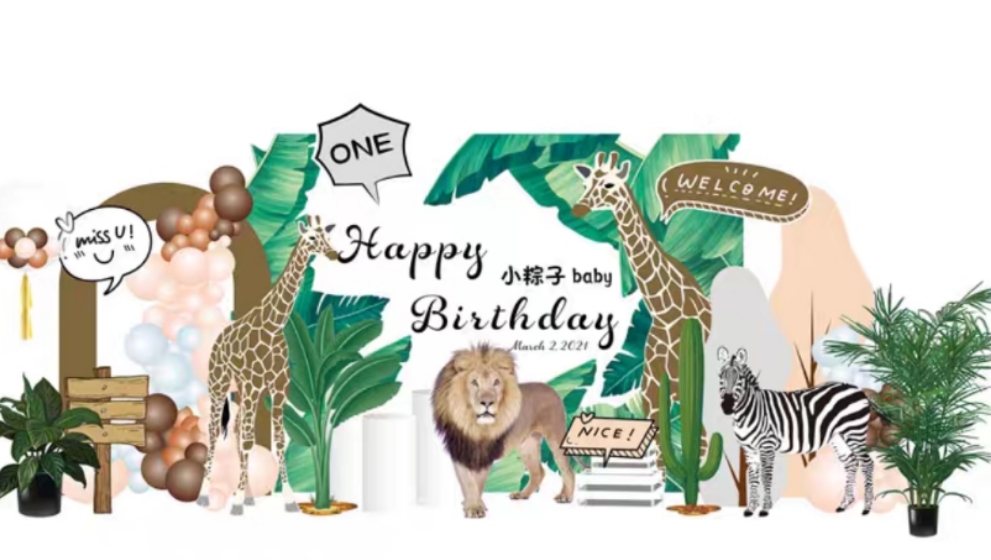 ONE
WELCOME!
miss U!
Happy
小粽子 baby
Birthday
March 2.2021
NICE!